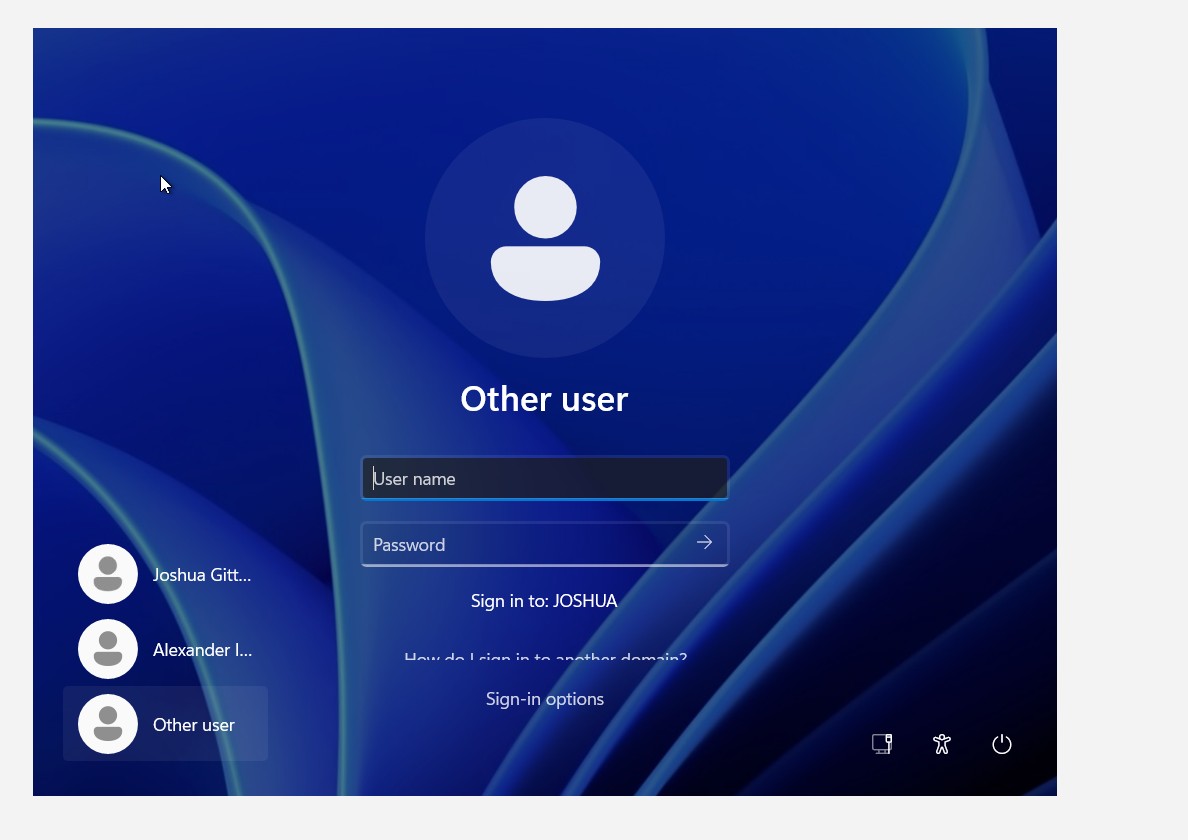 Other user
User name
Password
Sign in to: JOSHUA
How do I sign in to another domain?
Sign-in options
Joshua Gitt...
Alexander I...
Other user